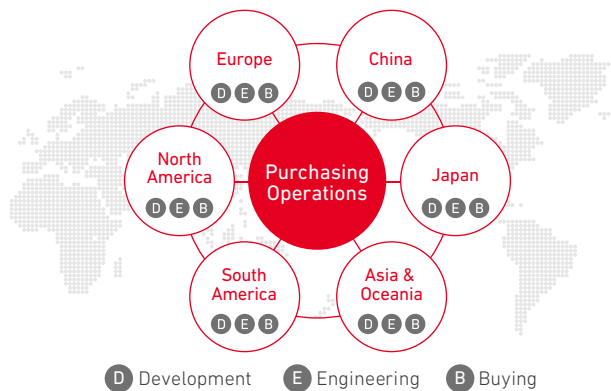 Europe
D E B
China
D E B
North
America
D E B
Purchasing
Operations
Japan
D E B
South
America
D E B
Asia &
Oceania
D E B
D Development E Engineering B Buying